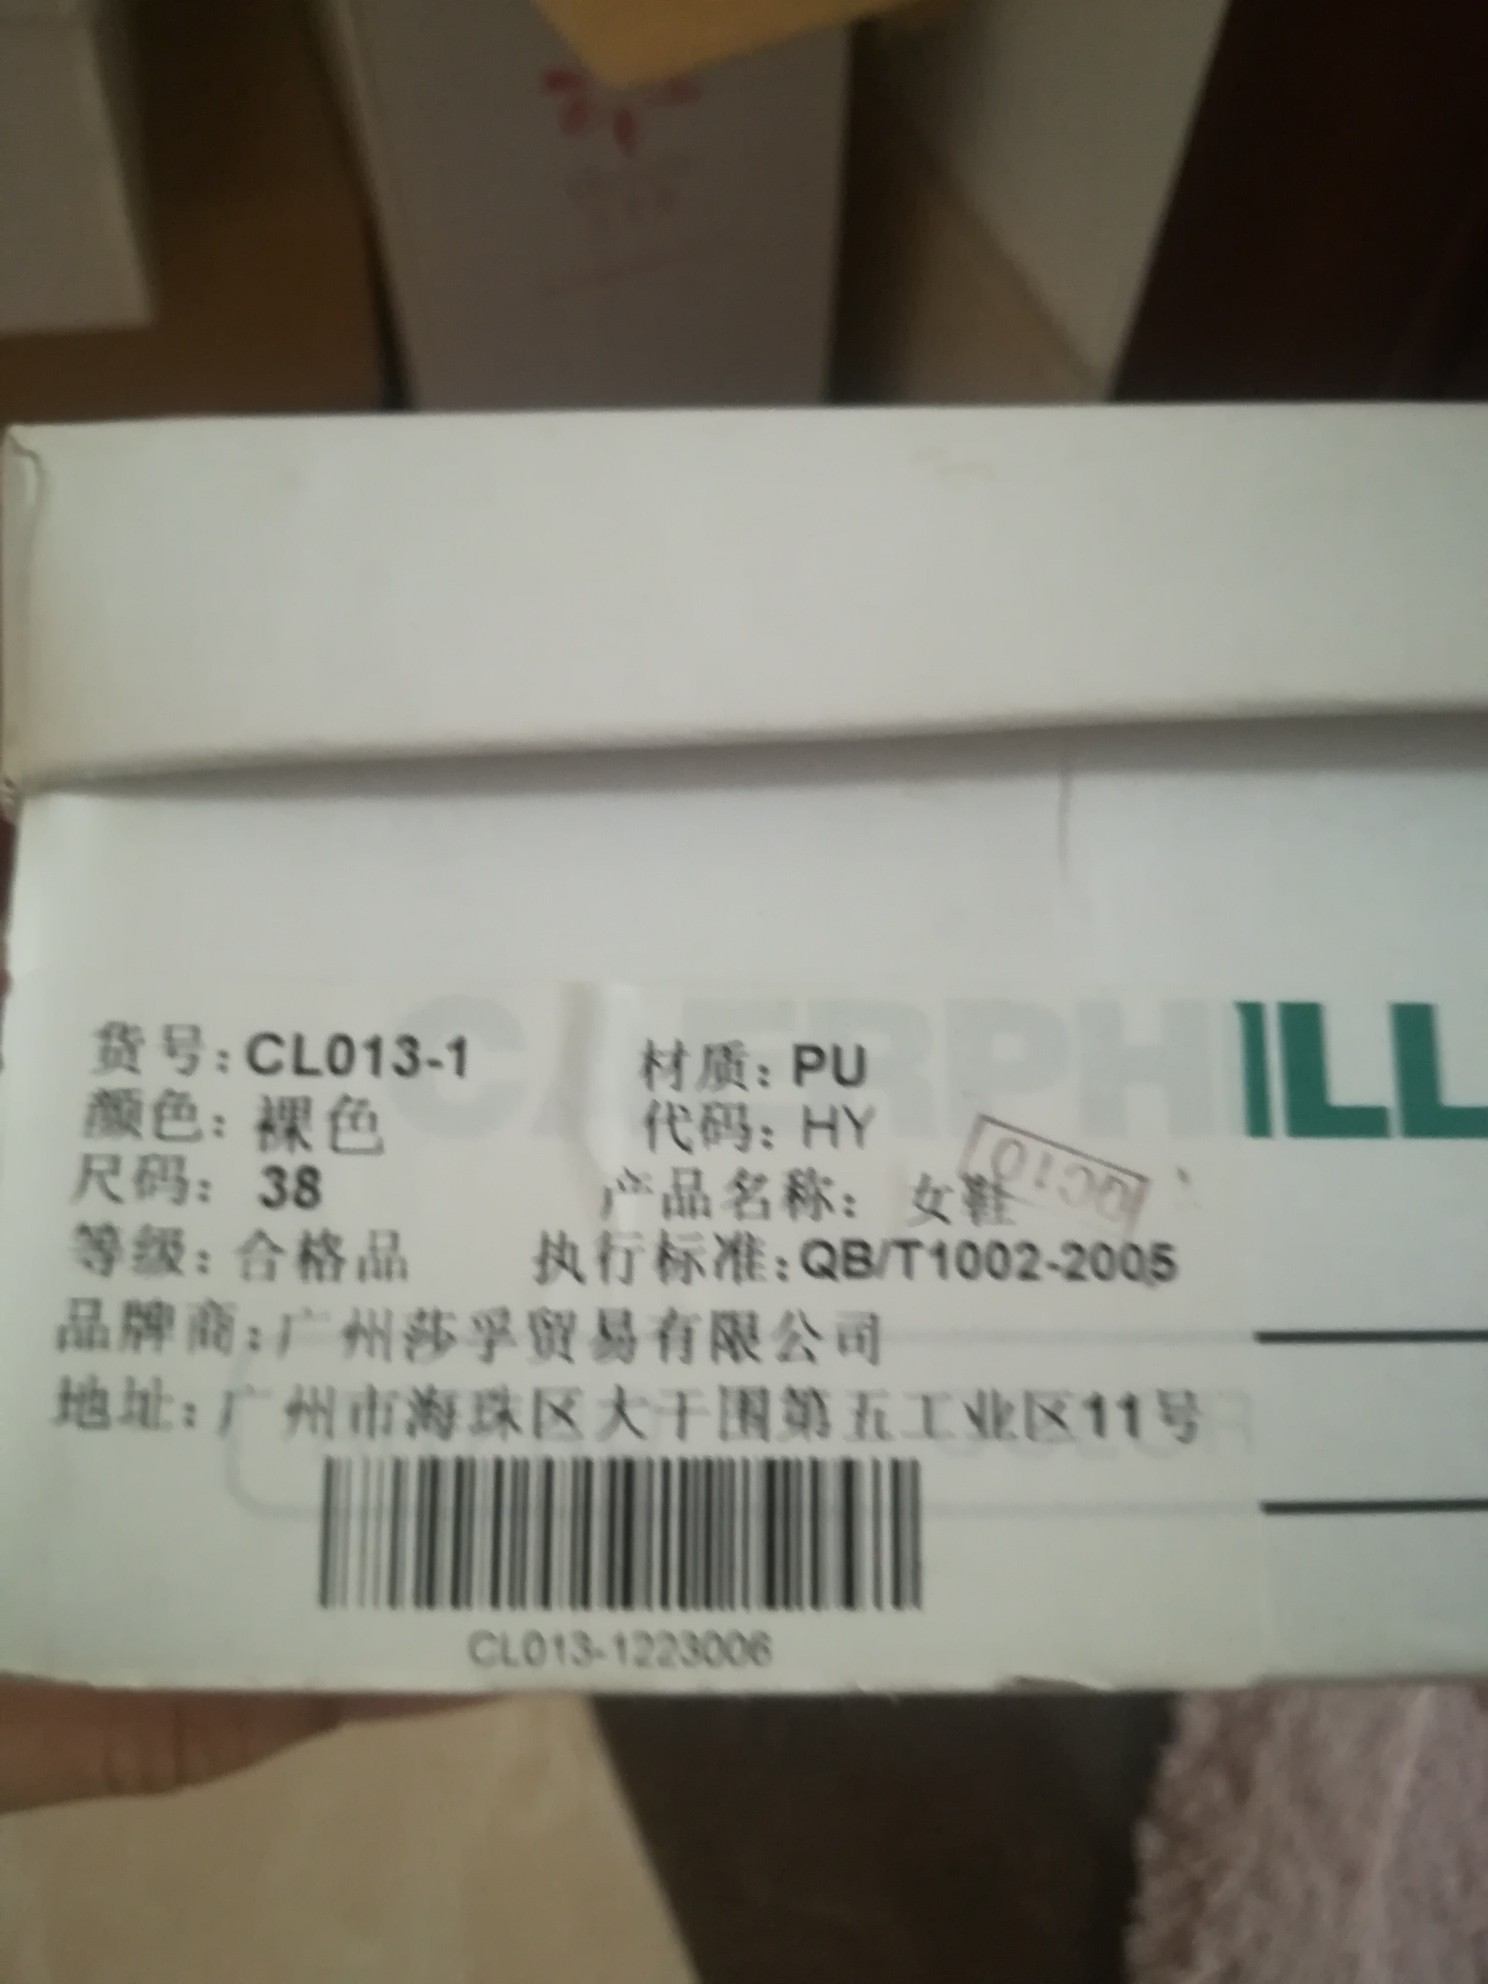 CAERPHILL
货号:CL013-1 材质: PU
颜色: 裸色 代码: HY
QC10
尺码: 38 产品名称: 女鞋
等级: 合格品 执行标准:QB/T1002-2005
品牌商:广州莎孚贸易有限公司
地址:广州市海珠区大干围第五工业区11号
CL013-1223006